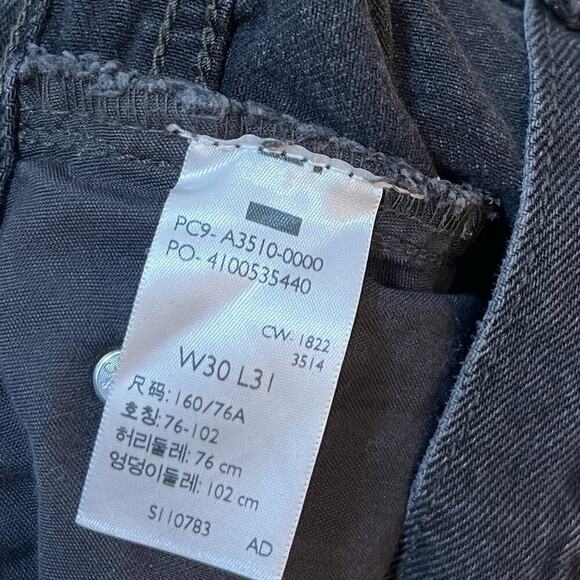 PC9- A3510-0000
PO- 4100535440
CW- 1822
3514
W30 L31
尺码: 160/76A
호칭: 76-102
허리둘레: 76 cm
엉덩이둘레: 102 cm
S110783 AD